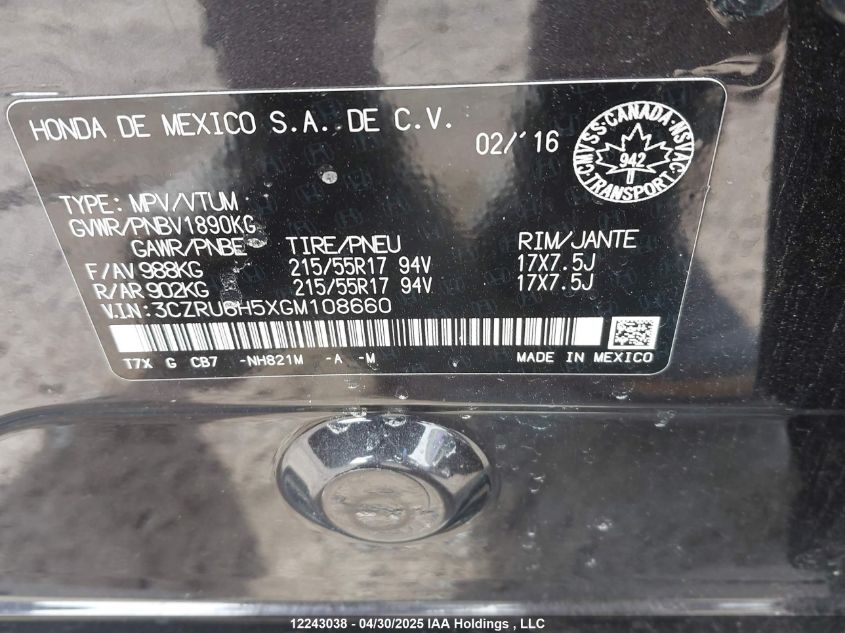 HONDA DE MEXICO S.A. DE C.V.
02/'16
CMVSS·CANADA·NSVAC
942
TRANSPORT
TYPE: MPV/VTUM
GVWR/PNBV1890KG
GAWR/PNBE TIRE/PNEU RIM/JANTE
F/AV 988KG 215/55R17 94V 17X7.5J
R/AR 902KG 215/55R17 94V 17X7.5J
V.IN: 3CZRU6H5XGM108660
T7X G CB7 -NH821M -A -M MADE IN MEXICO
12243038 - 04/30/2025 IAA Holdings , LLC